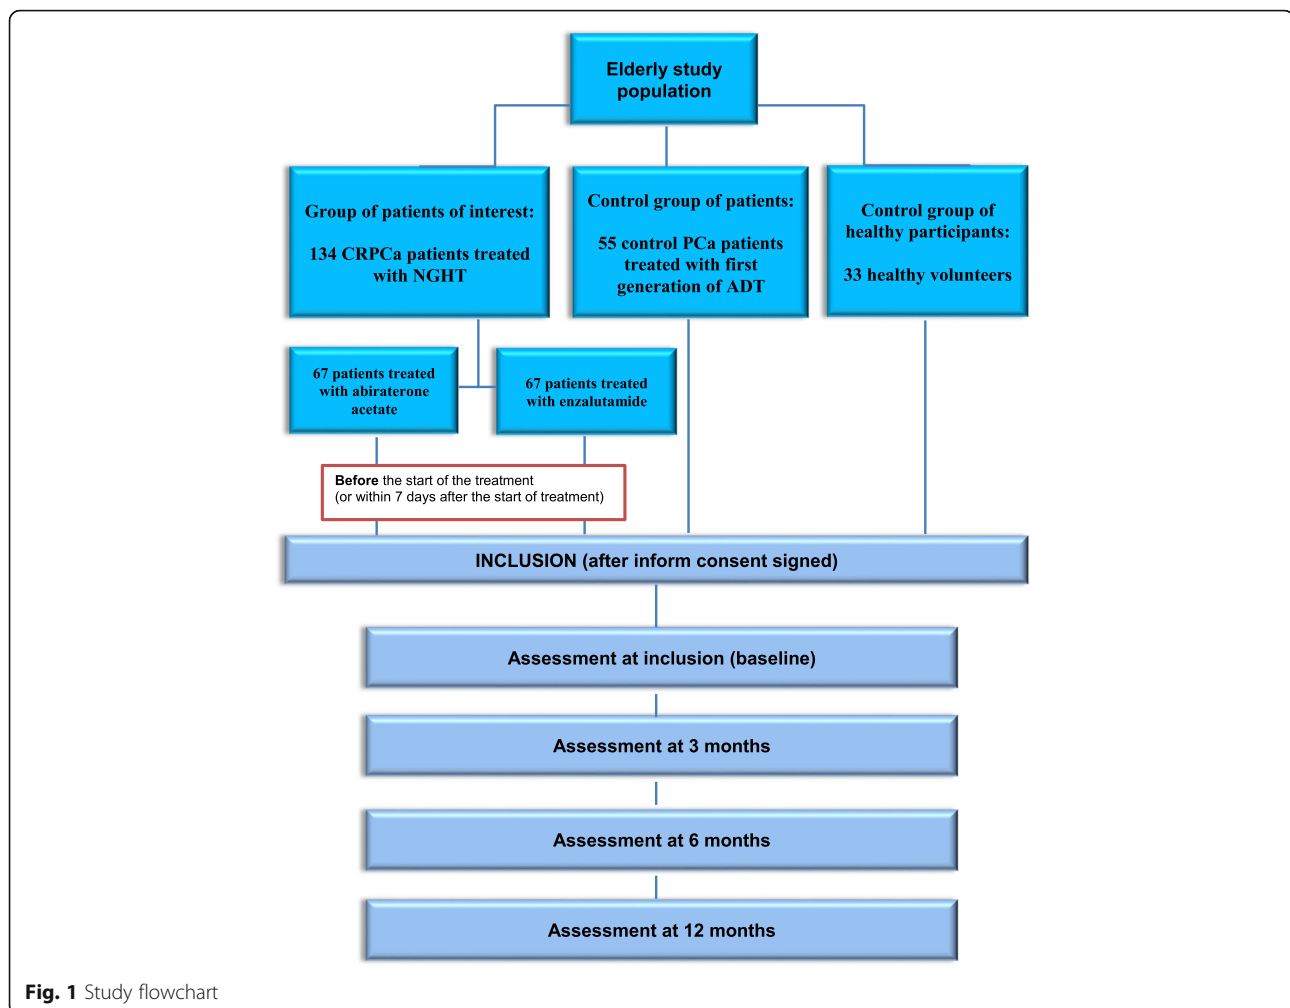 Elderly study
population
Group of patients of interest:
134 CRPCa patients treated
with NGHT
Control group of patients:
55 control PCa patients
treated with first
generation of ADT
Control group of
healthy participants:
33 healthy volunteers
67 patients treated
with abiraterone
acetate
67 patients treated
with enzalutamide
Before the start of the treatment
(or within 7 days after the start of treatment)
INCLUSION (after inform consent signed)
Assessment at inclusion (baseline)
Assessment at 3 months
Assessment at 6 months
Assessment at 12 months
Fig. 1 Study flowchart